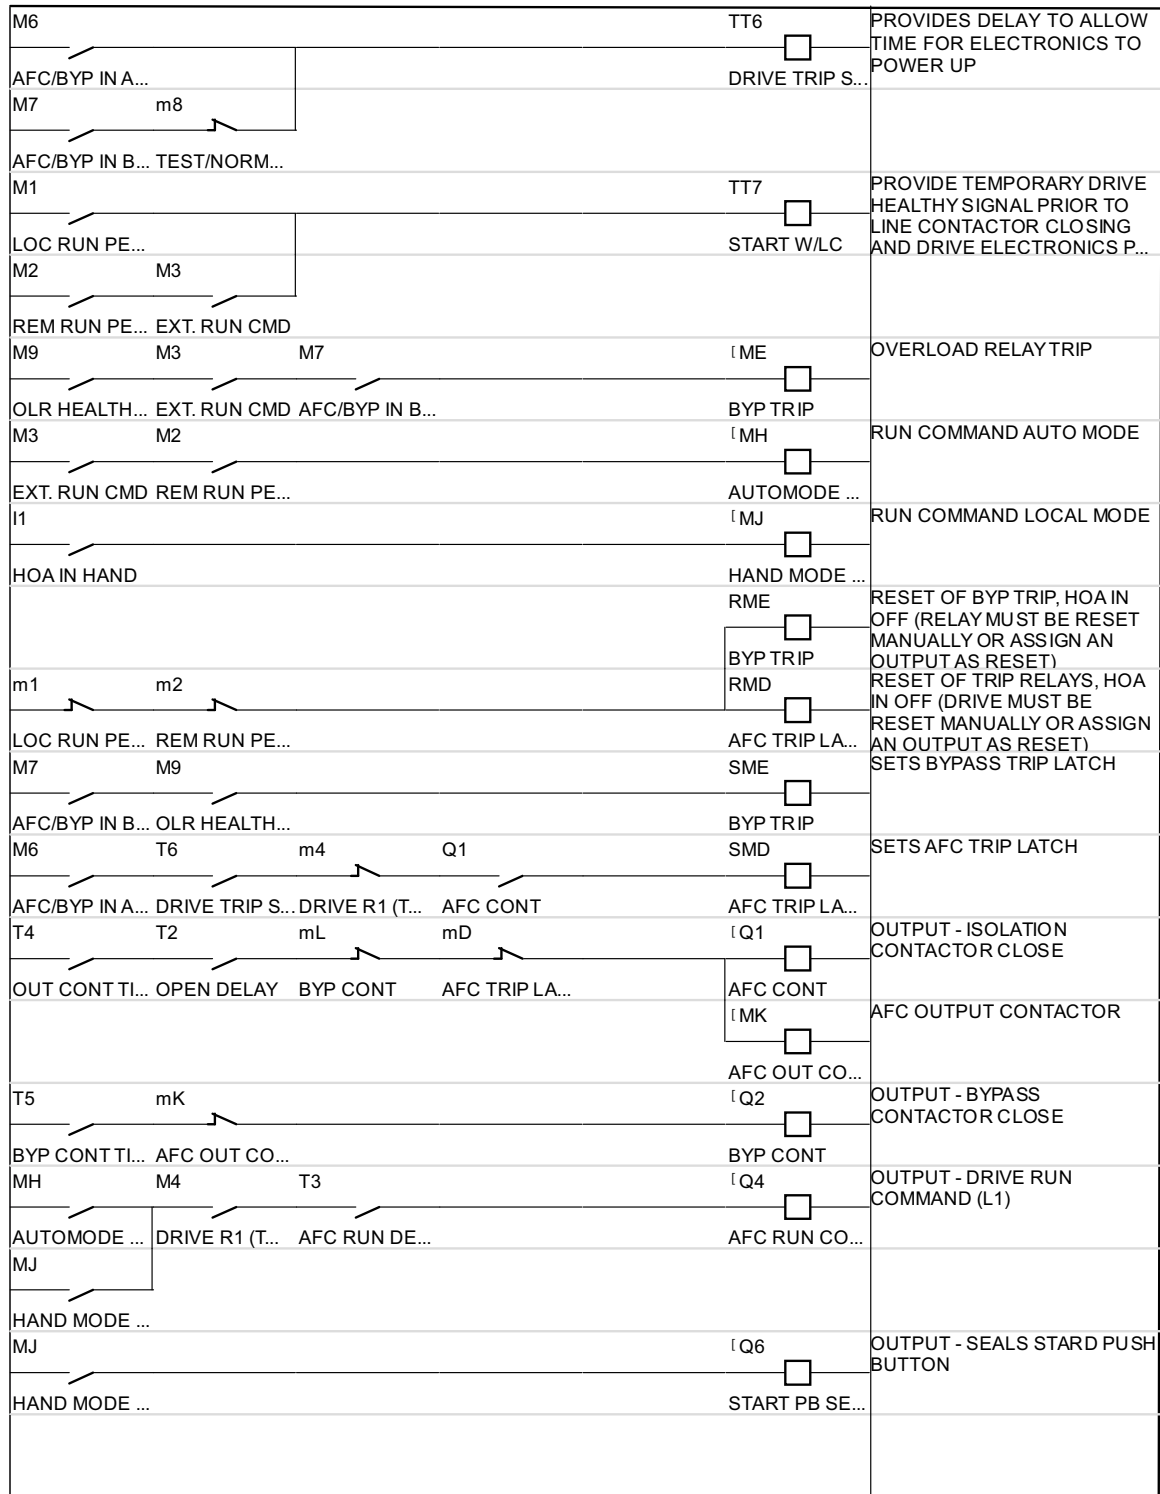 M6 TT6 PROVIDES DELAY TO ALLOW
TIME FOR ELECTRONICS TO
POWER UP
AFC/BYP IN A... DRIVE TRIP S...
M7 m8
AFC/BYP IN B... TEST/NORM...
M1 TT7 PROVIDE TEMPORARY DRIVE
HEALTHY SIGNAL PRIOR TO
LINE CONTACTOR CLOSING
LOC RUN PE... START W/LC AND DRIVE ELECTRONICS P...
M2 M3
REM RUN PE... EXT. RUN CMD
M9 M3 M7 [ ME OVERLOAD RELAY TRIP
OLR HEALTH... EXT. RUN CMD AFC/BYP IN B... BYP TRIP
M3 M2 [ MH RUN COMMAND AUTO MODE
EXT. RUN CMD REM RUN PE... AUTOMODE ...
I1 [ MJ RUN COMMAND LOCAL MODE
HOA IN HAND HAND MODE ...
RME RESET OF BYP TRIP, HOA IN
OFF (RELAY MUST BE RESET
MANUALLY OR ASSIGN AN
BYP TRIP OUTPUT AS RESET)
m1 m2 RMD RESET OF TRIP RELAYS, HOA
IN OFF (DRIVE MUST BE
RESET MANUALLY OR ASSIGN
LOC RUN PE... REM RUN PE... AFC TRIP LA... AN OUTPUT AS RESET)
M7 M9 SME SETS BYPASS TRIP LATCH
AFC/BYP IN B... OLR HEALTH... BYP TRIP
M6 T6 m4 Q1 SMD SETS AFC TRIP LATCH
AFC/BYP IN A... DRIVE TRIP S... DRIVE R1 (T... AFC CONT AFC TRIP LA...
T4 T2 mL mD [ Q1 OUTPUT - ISOLATION
CONTACTOR CLOSE
OUT CONT TI... OPEN DELAY BYP CONT AFC TRIP LA... AFC CONT
[ MK AFC OUTPUT CONTACTOR
AFC OUT CO...
T5 mK [ Q2 OUTPUT - BYPASS
CONTACTOR CLOSE
BYP CONT TI... AFC OUT CO... BYP CONT
MH M4 T3 [ Q4 OUTPUT - DRIVE RUN
COMMAND (L1)
AUTOMODE ... DRIVE R1 (T... AFC RUN DE... AFC RUN CO...
MJ
HAND MODE ...
MJ [ Q6 OUTPUT - SEALS STARD PUSH
BUTTON
HAND MODE ... START PB SE...